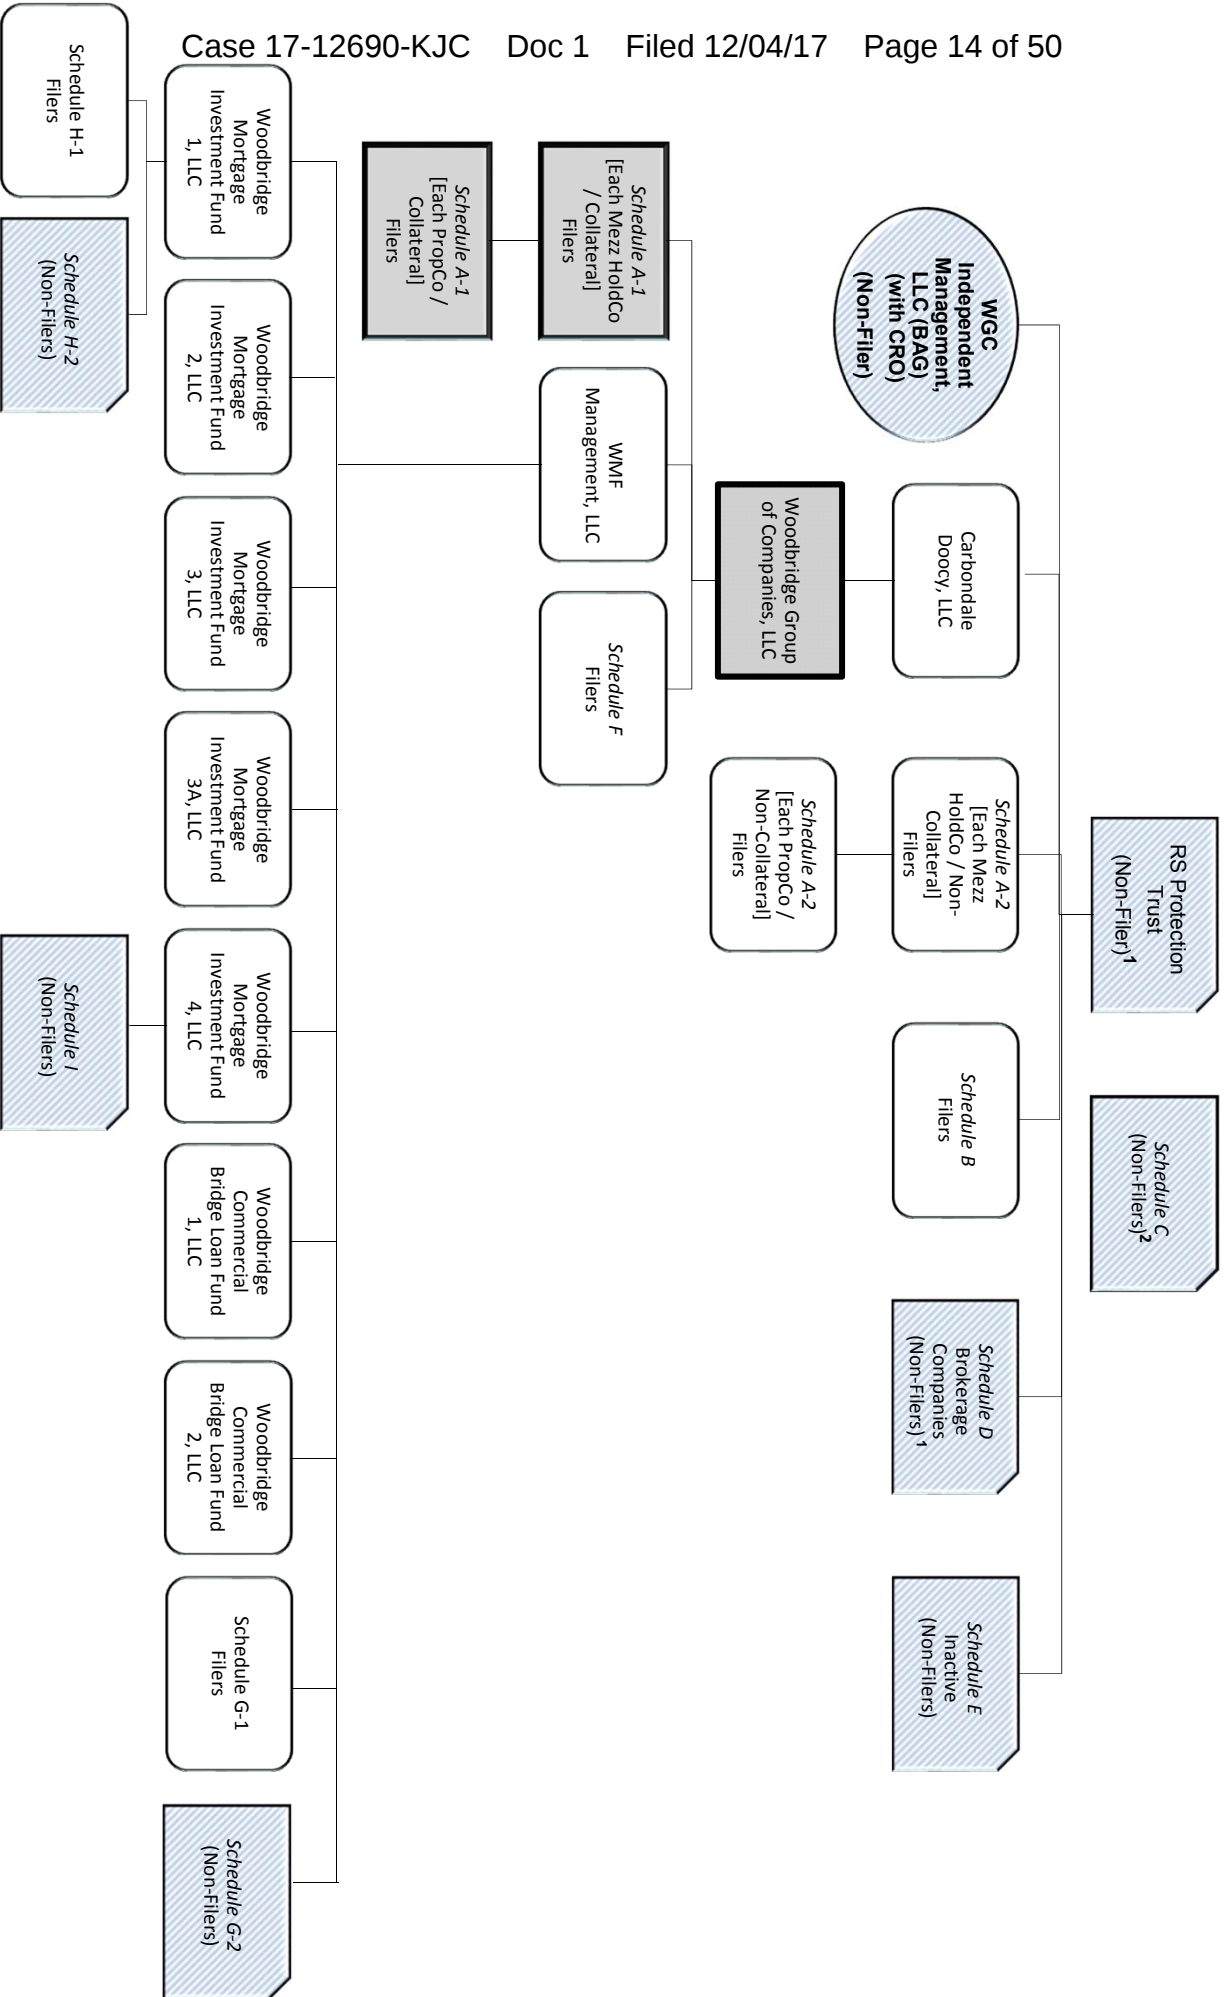 Case 17-12690-KJC Doc 1 Filed 12/04/17 Page 14 of 50
RS Protection
Trust
(Non-Filer)1
Schedule C
(Non-Filers)2
WGC
Independent
Management,
LLC (BAG)
(with CRO)
(Non-Filer)
Carbondale
Doocy, LLC
Schedule A-2
[Each Mezz
HoldCo / Non-
Collateral]
Filers
Schedule B
Filers
Schedule D
Brokerage
Companies
(Non-Filers) 1
Schedule E
Inactive
(Non-Filers)
Woodbridge Group
of Companies, LLC
Schedule A-2
[Each PropCo /
Non-Collateral]
Filers
Schedule A-1
[Each Mezz HoldCo
/ Collateral]
Filers
WMF
Management, LLC
Schedule F
Filers
Schedule A-1
[Each PropCo /
Collateral]
Filers
Woodbridge
Mortgage
Investment Fund
1, LLC
Woodbridge
Mortgage
Investment Fund
2, LLC
Woodbridge
Mortgage
Investment Fund
3, LLC
Woodbridge
Mortgage
Investment Fund
3A, LLC
Woodbridge
Mortgage
Investment Fund
4, LLC
Woodbridge
Commercial
Bridge Loan Fund
1, LLC
Woodbridge
Commercial
Bridge Loan Fund
2, LLC
Schedule G-1
Filers
Schedule G-2
(Non-Filers)
Schedule H-1
Filers
Schedule H-2
(Non-Filers)
Schedule I
(Non-Filers)